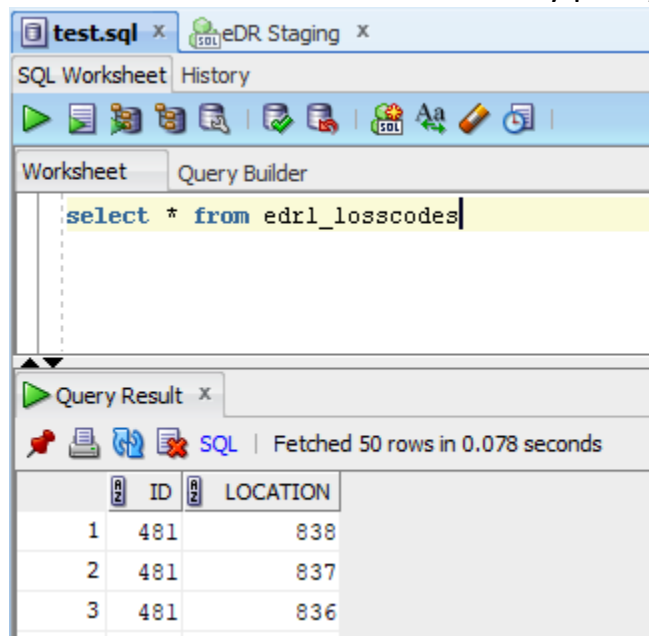 test.sql x eDR Staging x
SQL Worksheet History
Worksheet Query Builder
select * from edrl_losscodes
Query Result x
SQL | Fetched 50 rows in 0.078 seconds
ID LOCATION
1 481 838
2 481 837
3 481 836